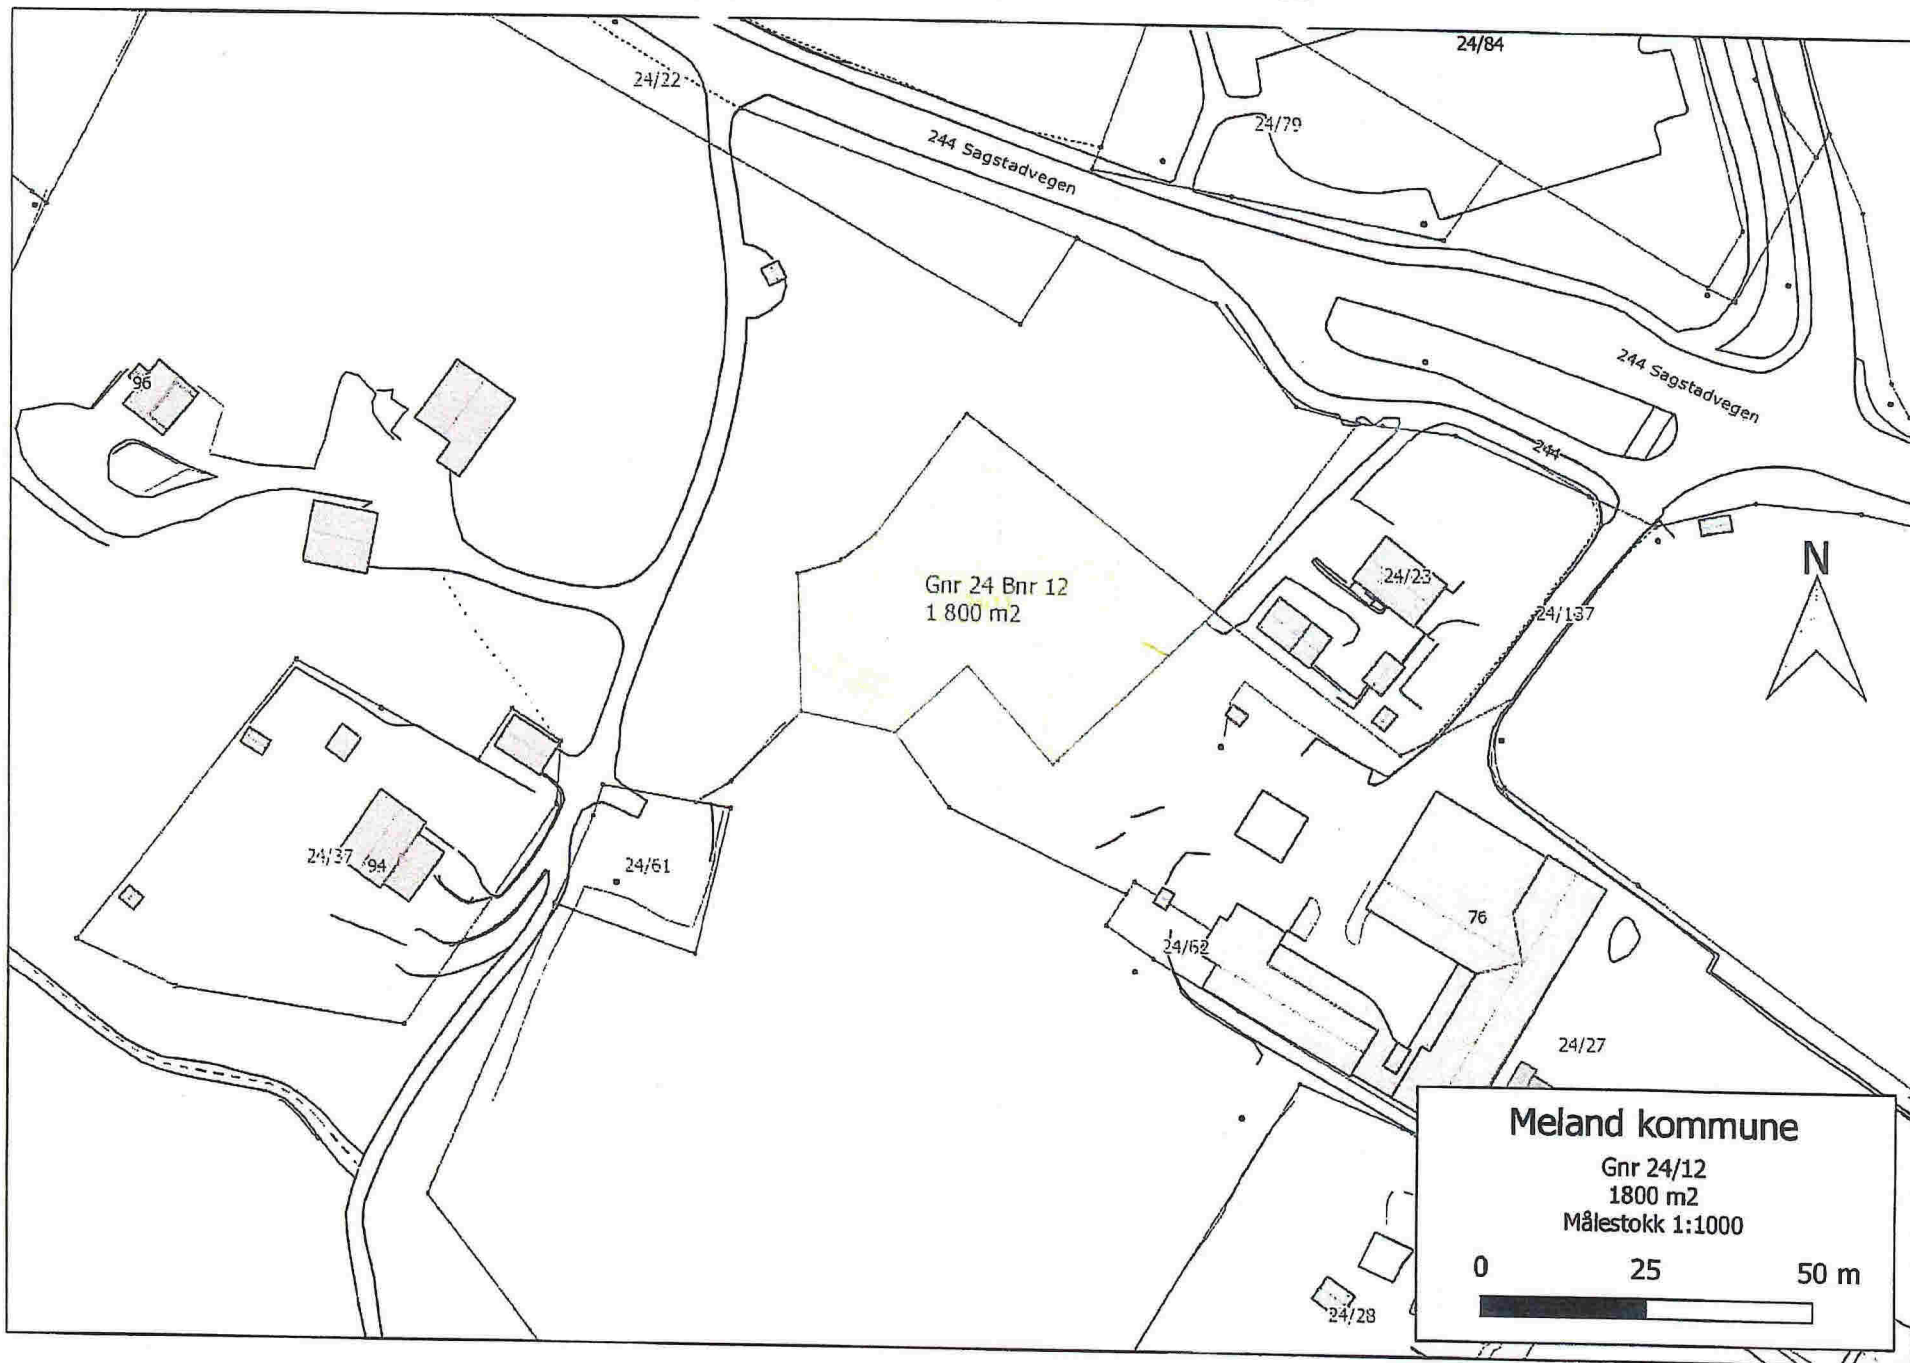 24/84
24/22
24/79
244 Sagstadvegen
244 Sagstadvegen
96
244
N
Gnr 24 Bnr 12
1 800 m2
24/23
24/137
24/37
94
24/61
76
24/62
24/27
Meland kommune
Gnr 24/12
1800 m2
Målestokk 1:1000
0 25 50 m
24/28